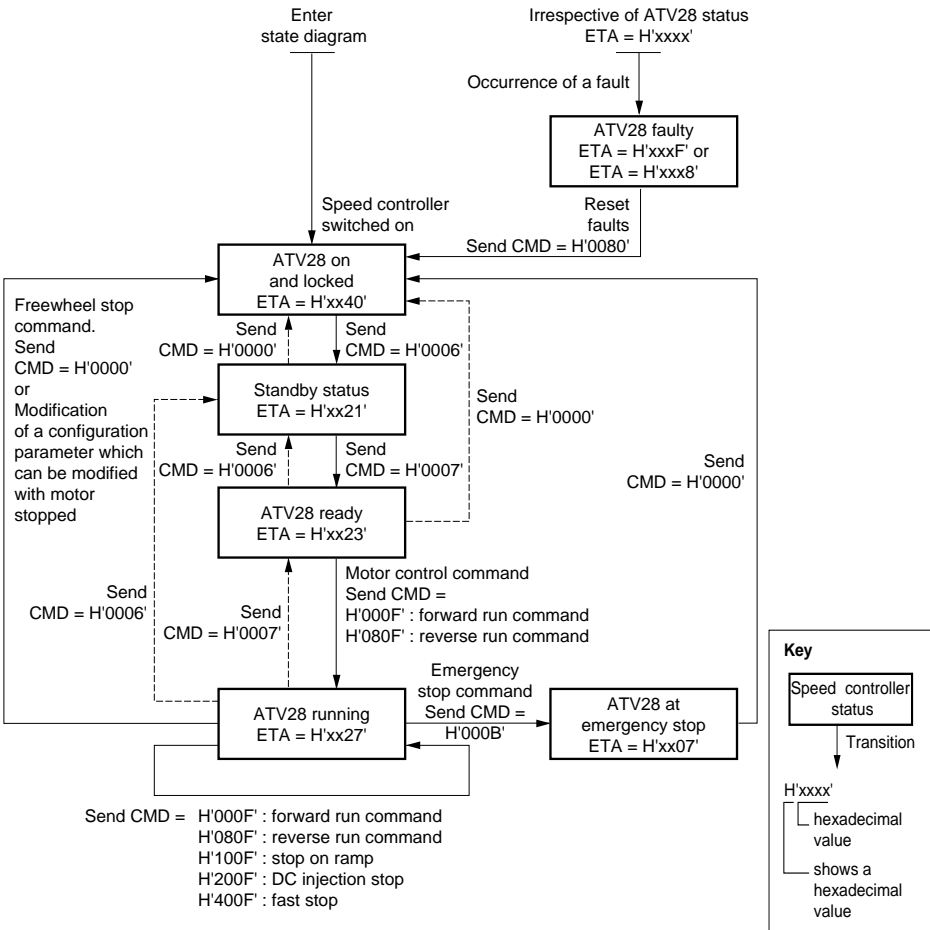 Enter
state diagram
Irrespective of ATV28 status
ETA = H'xxxx'
Occurrence of a fault
ATV28 faulty
ETA = H'xxxF' or
ETA = H'xxx8'
Speed controller
switched on
Reset
faults
Send CMD = H'0080'
ATV28 on
and locked
ETA = H'xx40'
Freewheel stop
command.
Send
CMD = H'0000'
or
Modification
of a configuration
parameter which
can be modified
with motor
stopped
Send
CMD = H'0000'
Send
CMD = H'0006'
Standby status
ETA = H'xx21'
Send
CMD = H'0000'
Send
CMD = H'0006'
Send
CMD = H'0007'
Send
CMD = H'0000'
ATV28 ready
ETA = H'xx23'
Motor control command
Send CMD =
H'000F' : forward run command
H'080F' : reverse run command
Send
CMD = H'0006'
Send
CMD = H'0007'
ATV28 running
ETA = H'xx27'
Emergency
stop command
Send CMD =
H'000B'
ATV28 at
emergency stop
ETA = H'xx07'
Send CMD = H'000F' : forward run command
H'080F' : reverse run command
H'100F' : stop on ramp
H'200F' : DC injection stop
H'400F' : fast stop
Key
Speed controller
status
Transition
H'xxxx'
hexadecimal
value
shows a
hexadecimal
value